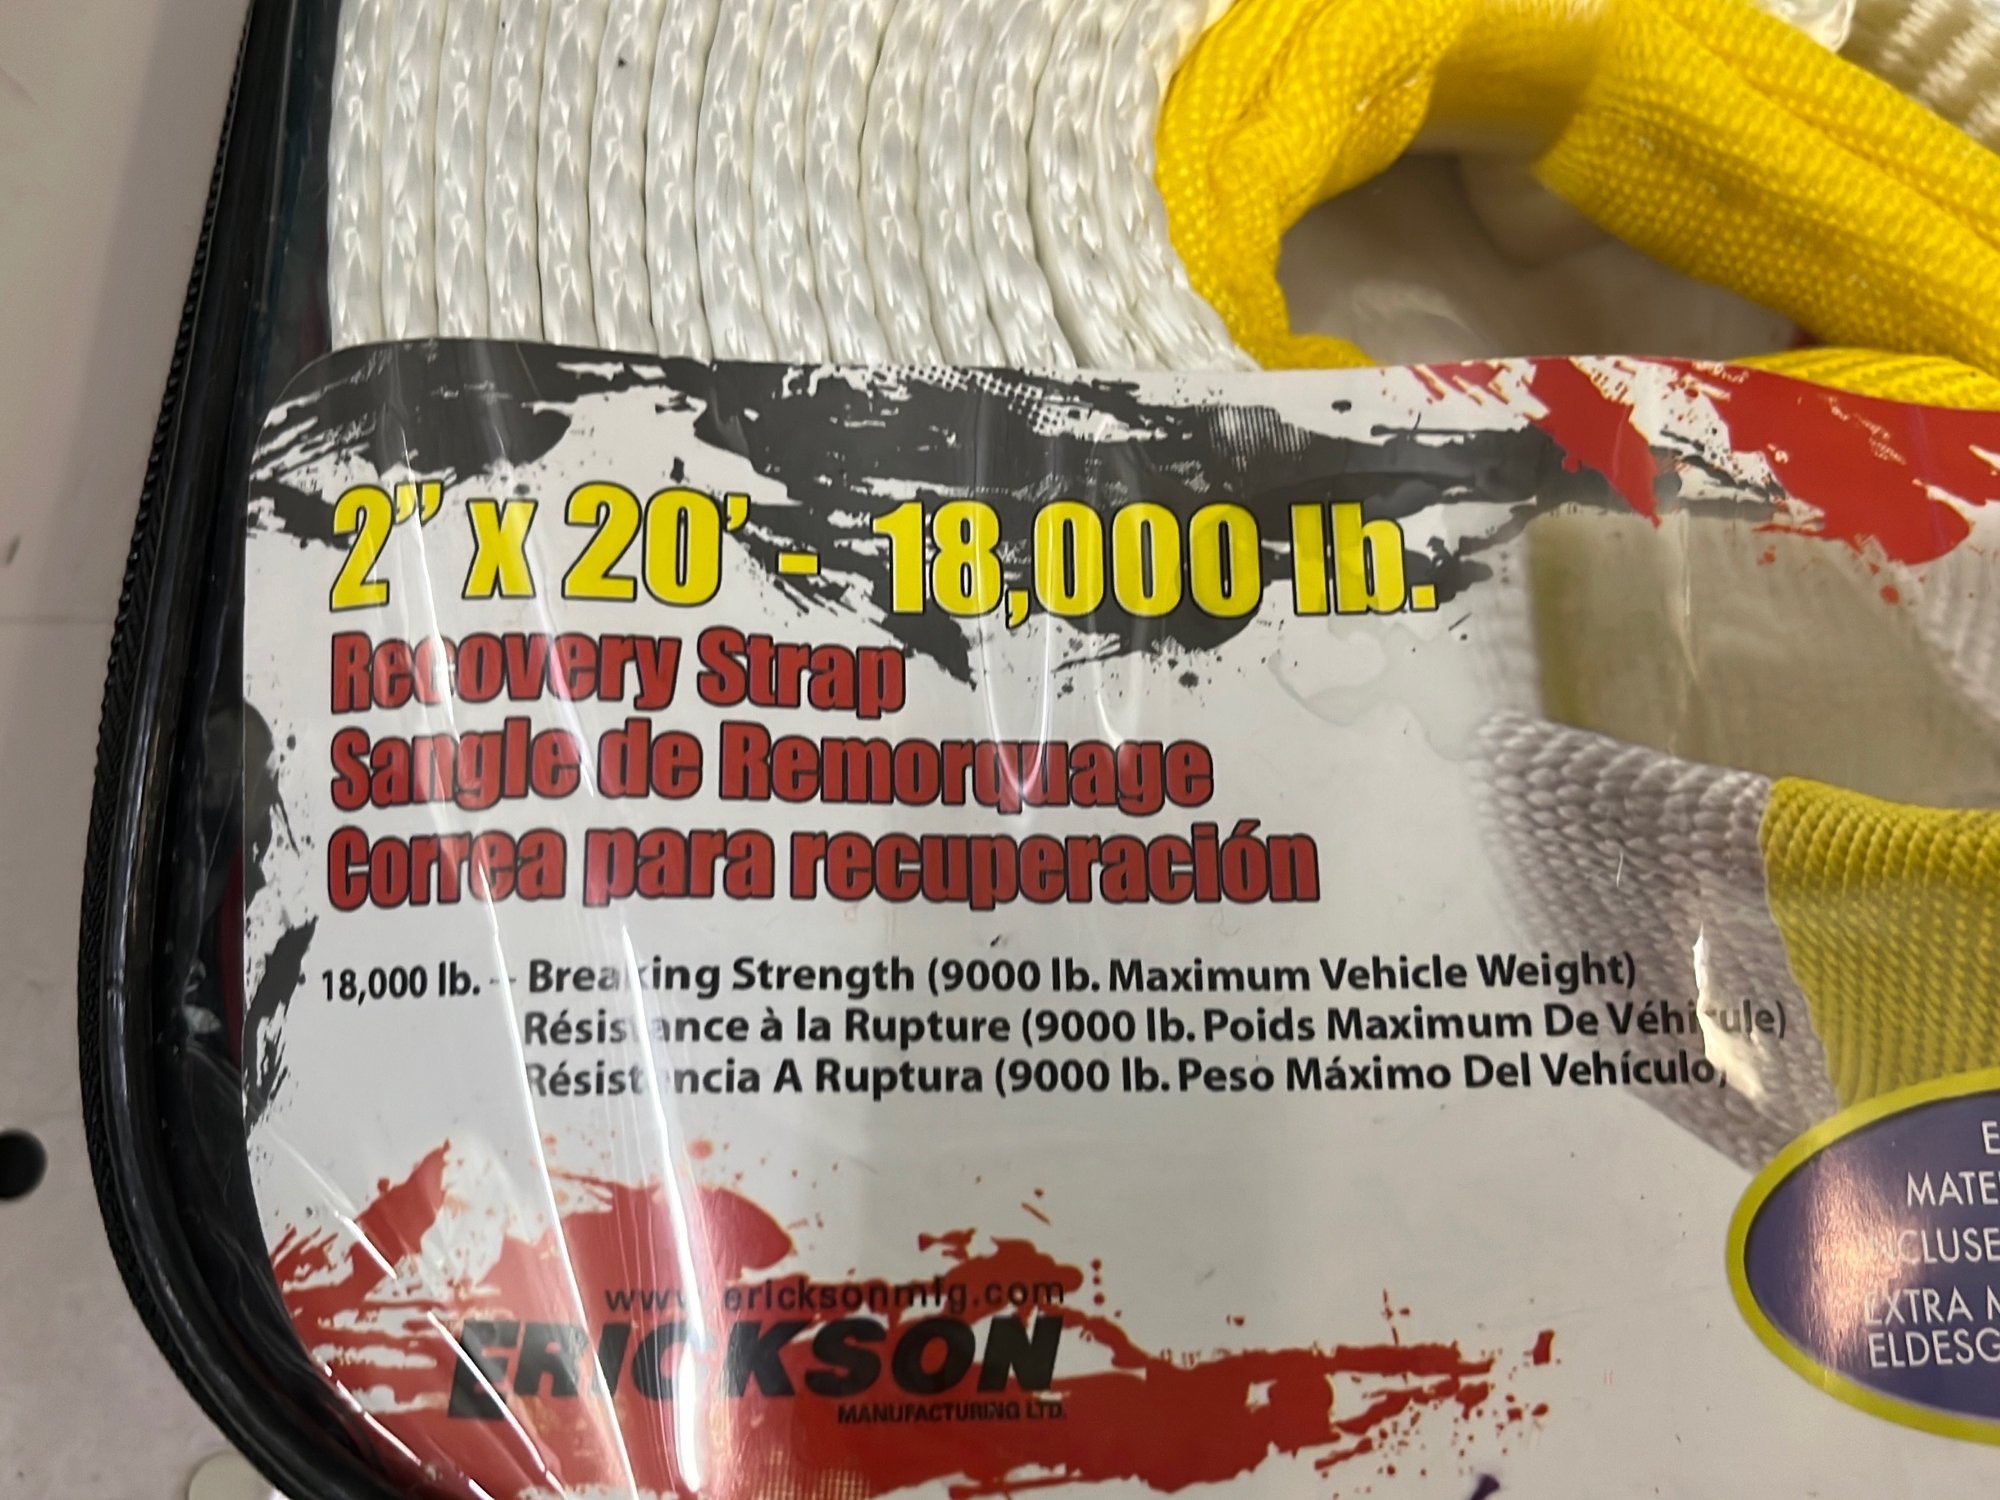 2" x 20' - 18,000 lb.
Recovery Strap
Sangle de Remorquage
Correa para recuperación
18,000 lb. – Breaking Strength (9000 lb. Maximum Vehicle Weight)
Résistance à la Rupture (9000 lb. Poids Maximum De Véhicule)
Résistencia A Ruptura (9000 lb. Peso Máximo Del Vehículo)
www.ericksonmfg.com
ERICKSON
MANUFACTURING LTD.
EXTRA